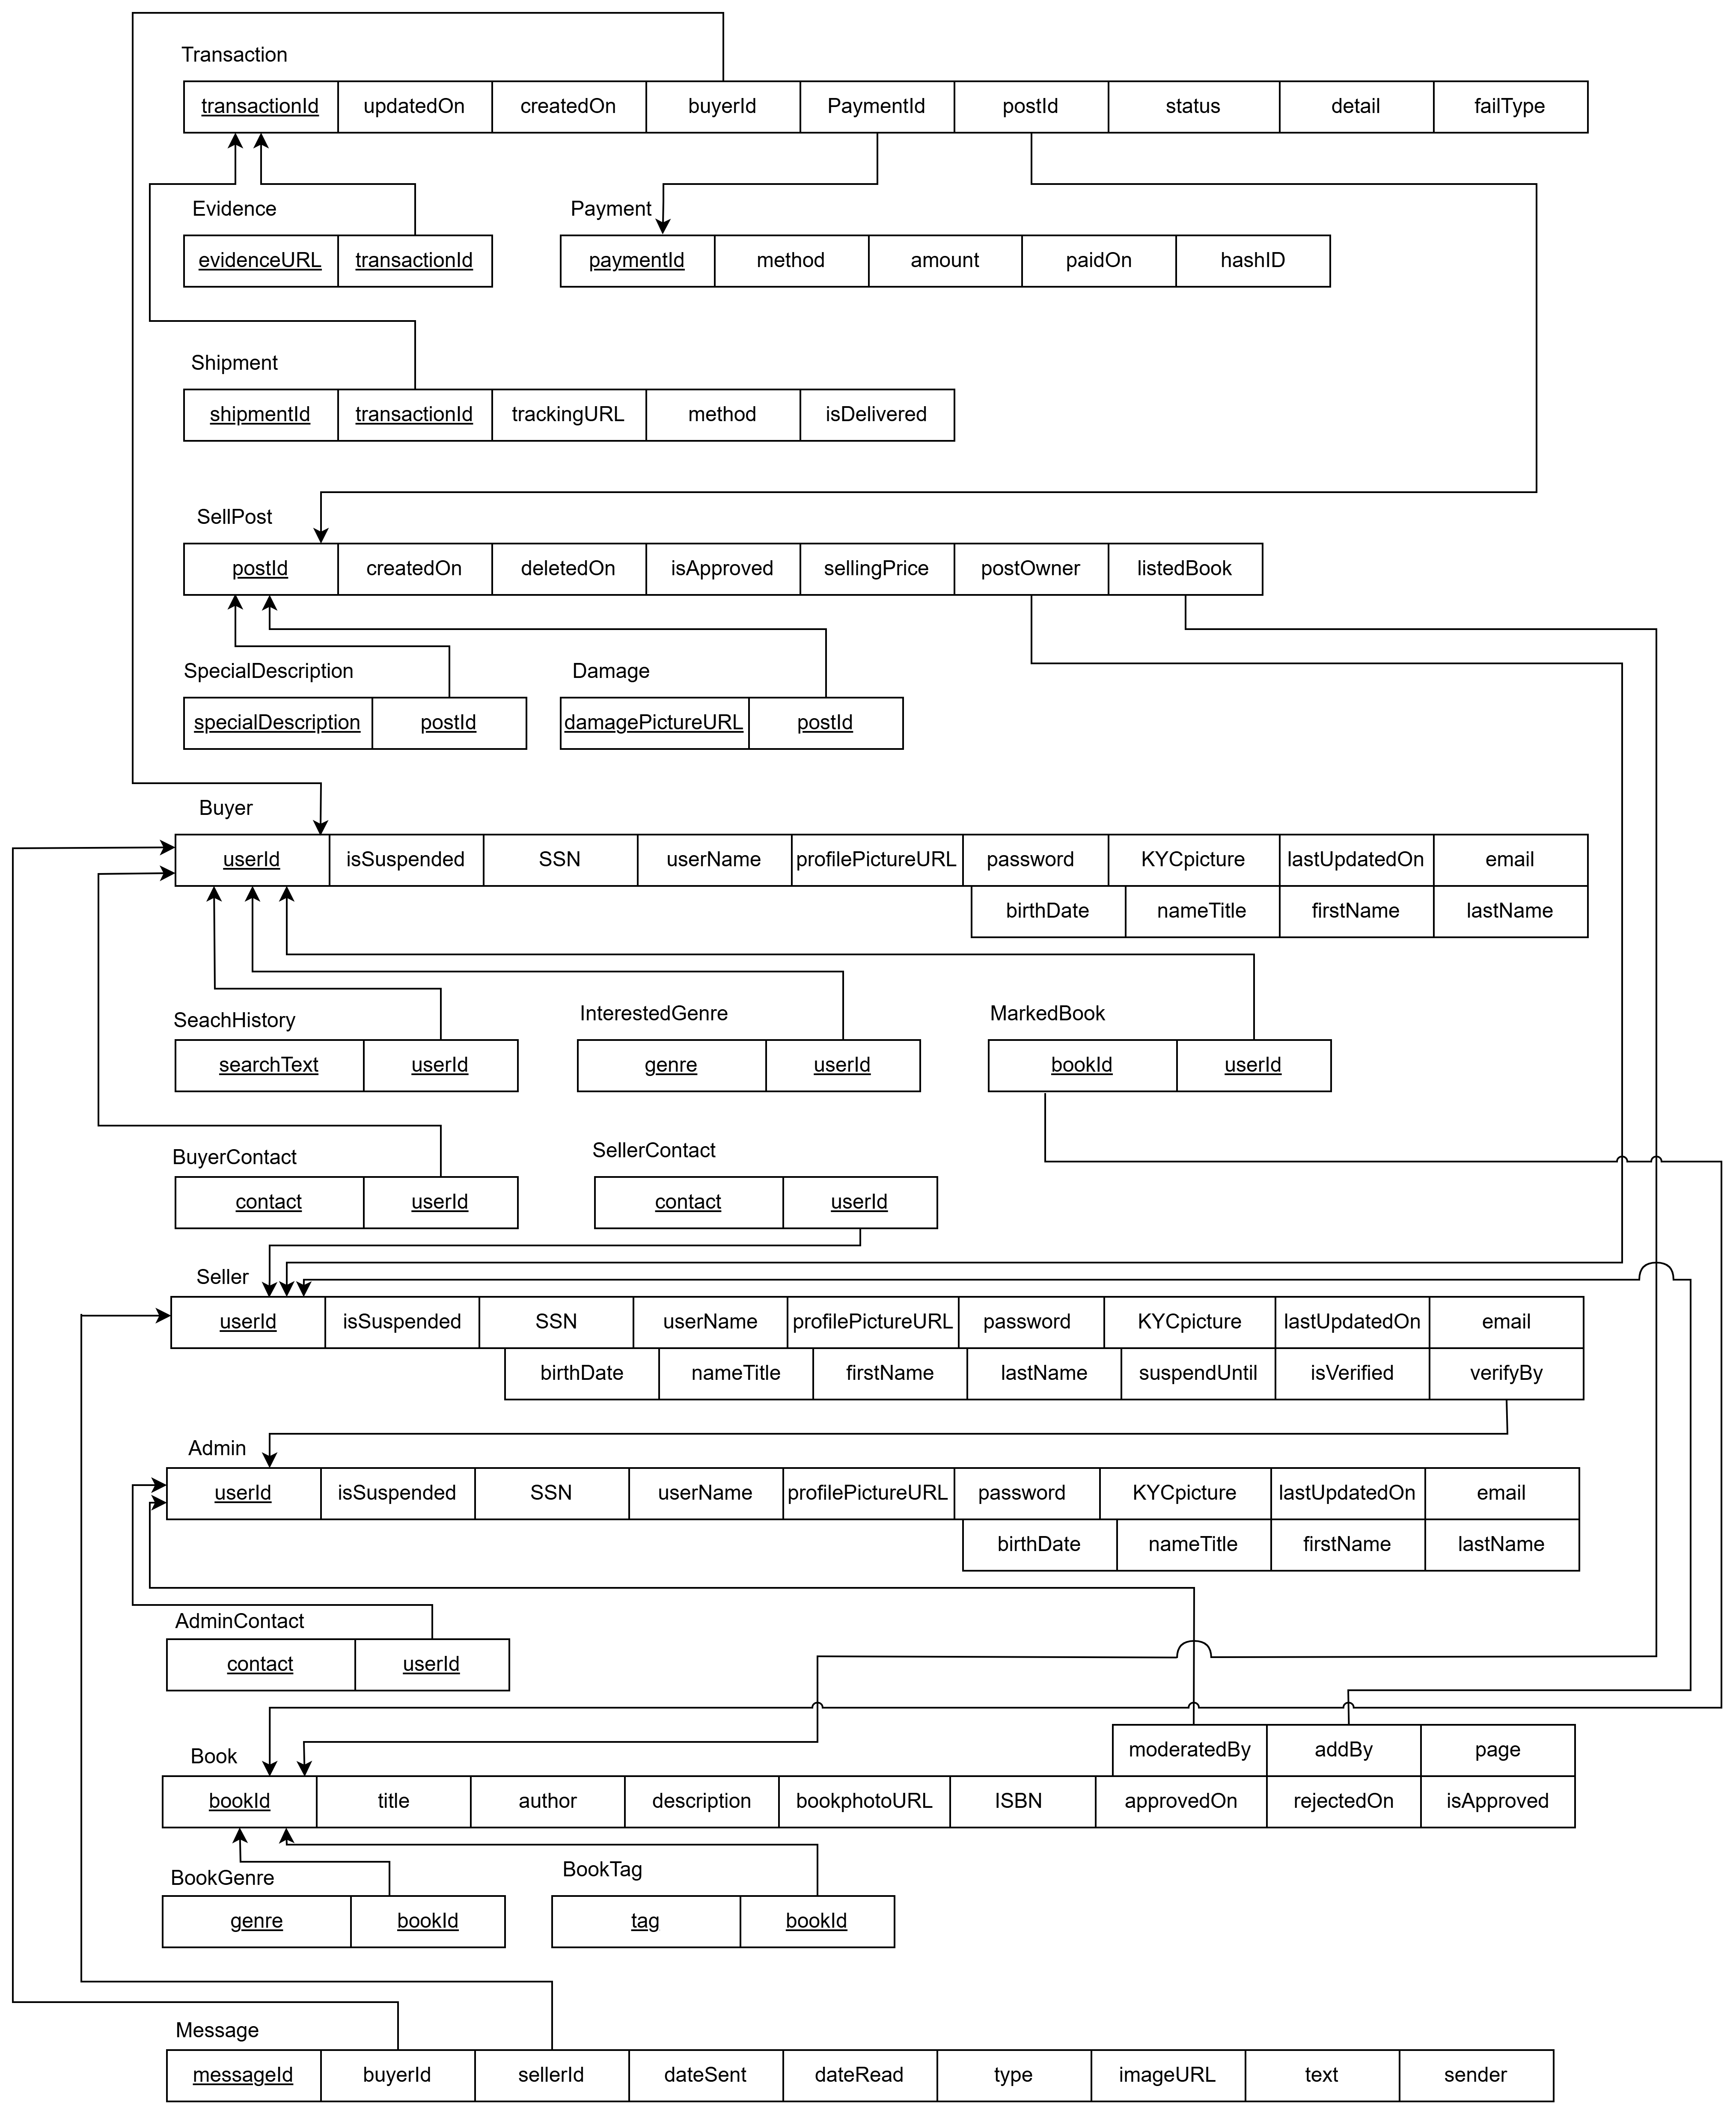 Transaction
transactionId updatedOn createdOn buyerId PaymentId postId status detail failType
Evidence Payment
evidenceURL transactionId paymentId method amount paidOn hashID
Shipment
shipmentId transactionId trackingURL method isDelivered
SellPost
postId createdOn deletedOn isApproved sellingPrice postOwner listedBook
SpecialDescription Damage
specialDescription postId damagePictureURL postId
Buyer
userId isSuspended SSN userName profilePictureURL password KYCpicture lastUpdatedOn email
birthDate nameTitle firstName lastName
SeachHistory InterestedGenre MarkedBook
searchText userId genre userId bookId userId
BuyerContact SellerContact
contact userId contact userId
Seller
userId isSuspended SSN userName profilePictureURL password KYCpicture lastUpdatedOn email
birthDate nameTitle firstName lastName suspendUntil isVerified verifyBy
Admin
userId isSuspended SSN userName profilePictureURL password KYCpicture lastUpdatedOn email
birthDate nameTitle firstName lastName
AdminContact
contact userId
moderatedBy addBy page
Book
bookId title author description bookphotoURL ISBN approvedOn rejectedOn isApproved
BookGenre BookTag
genre bookId tag bookId
Message
messageId buyerId sellerId dateSent dateRead type imageURL text sender